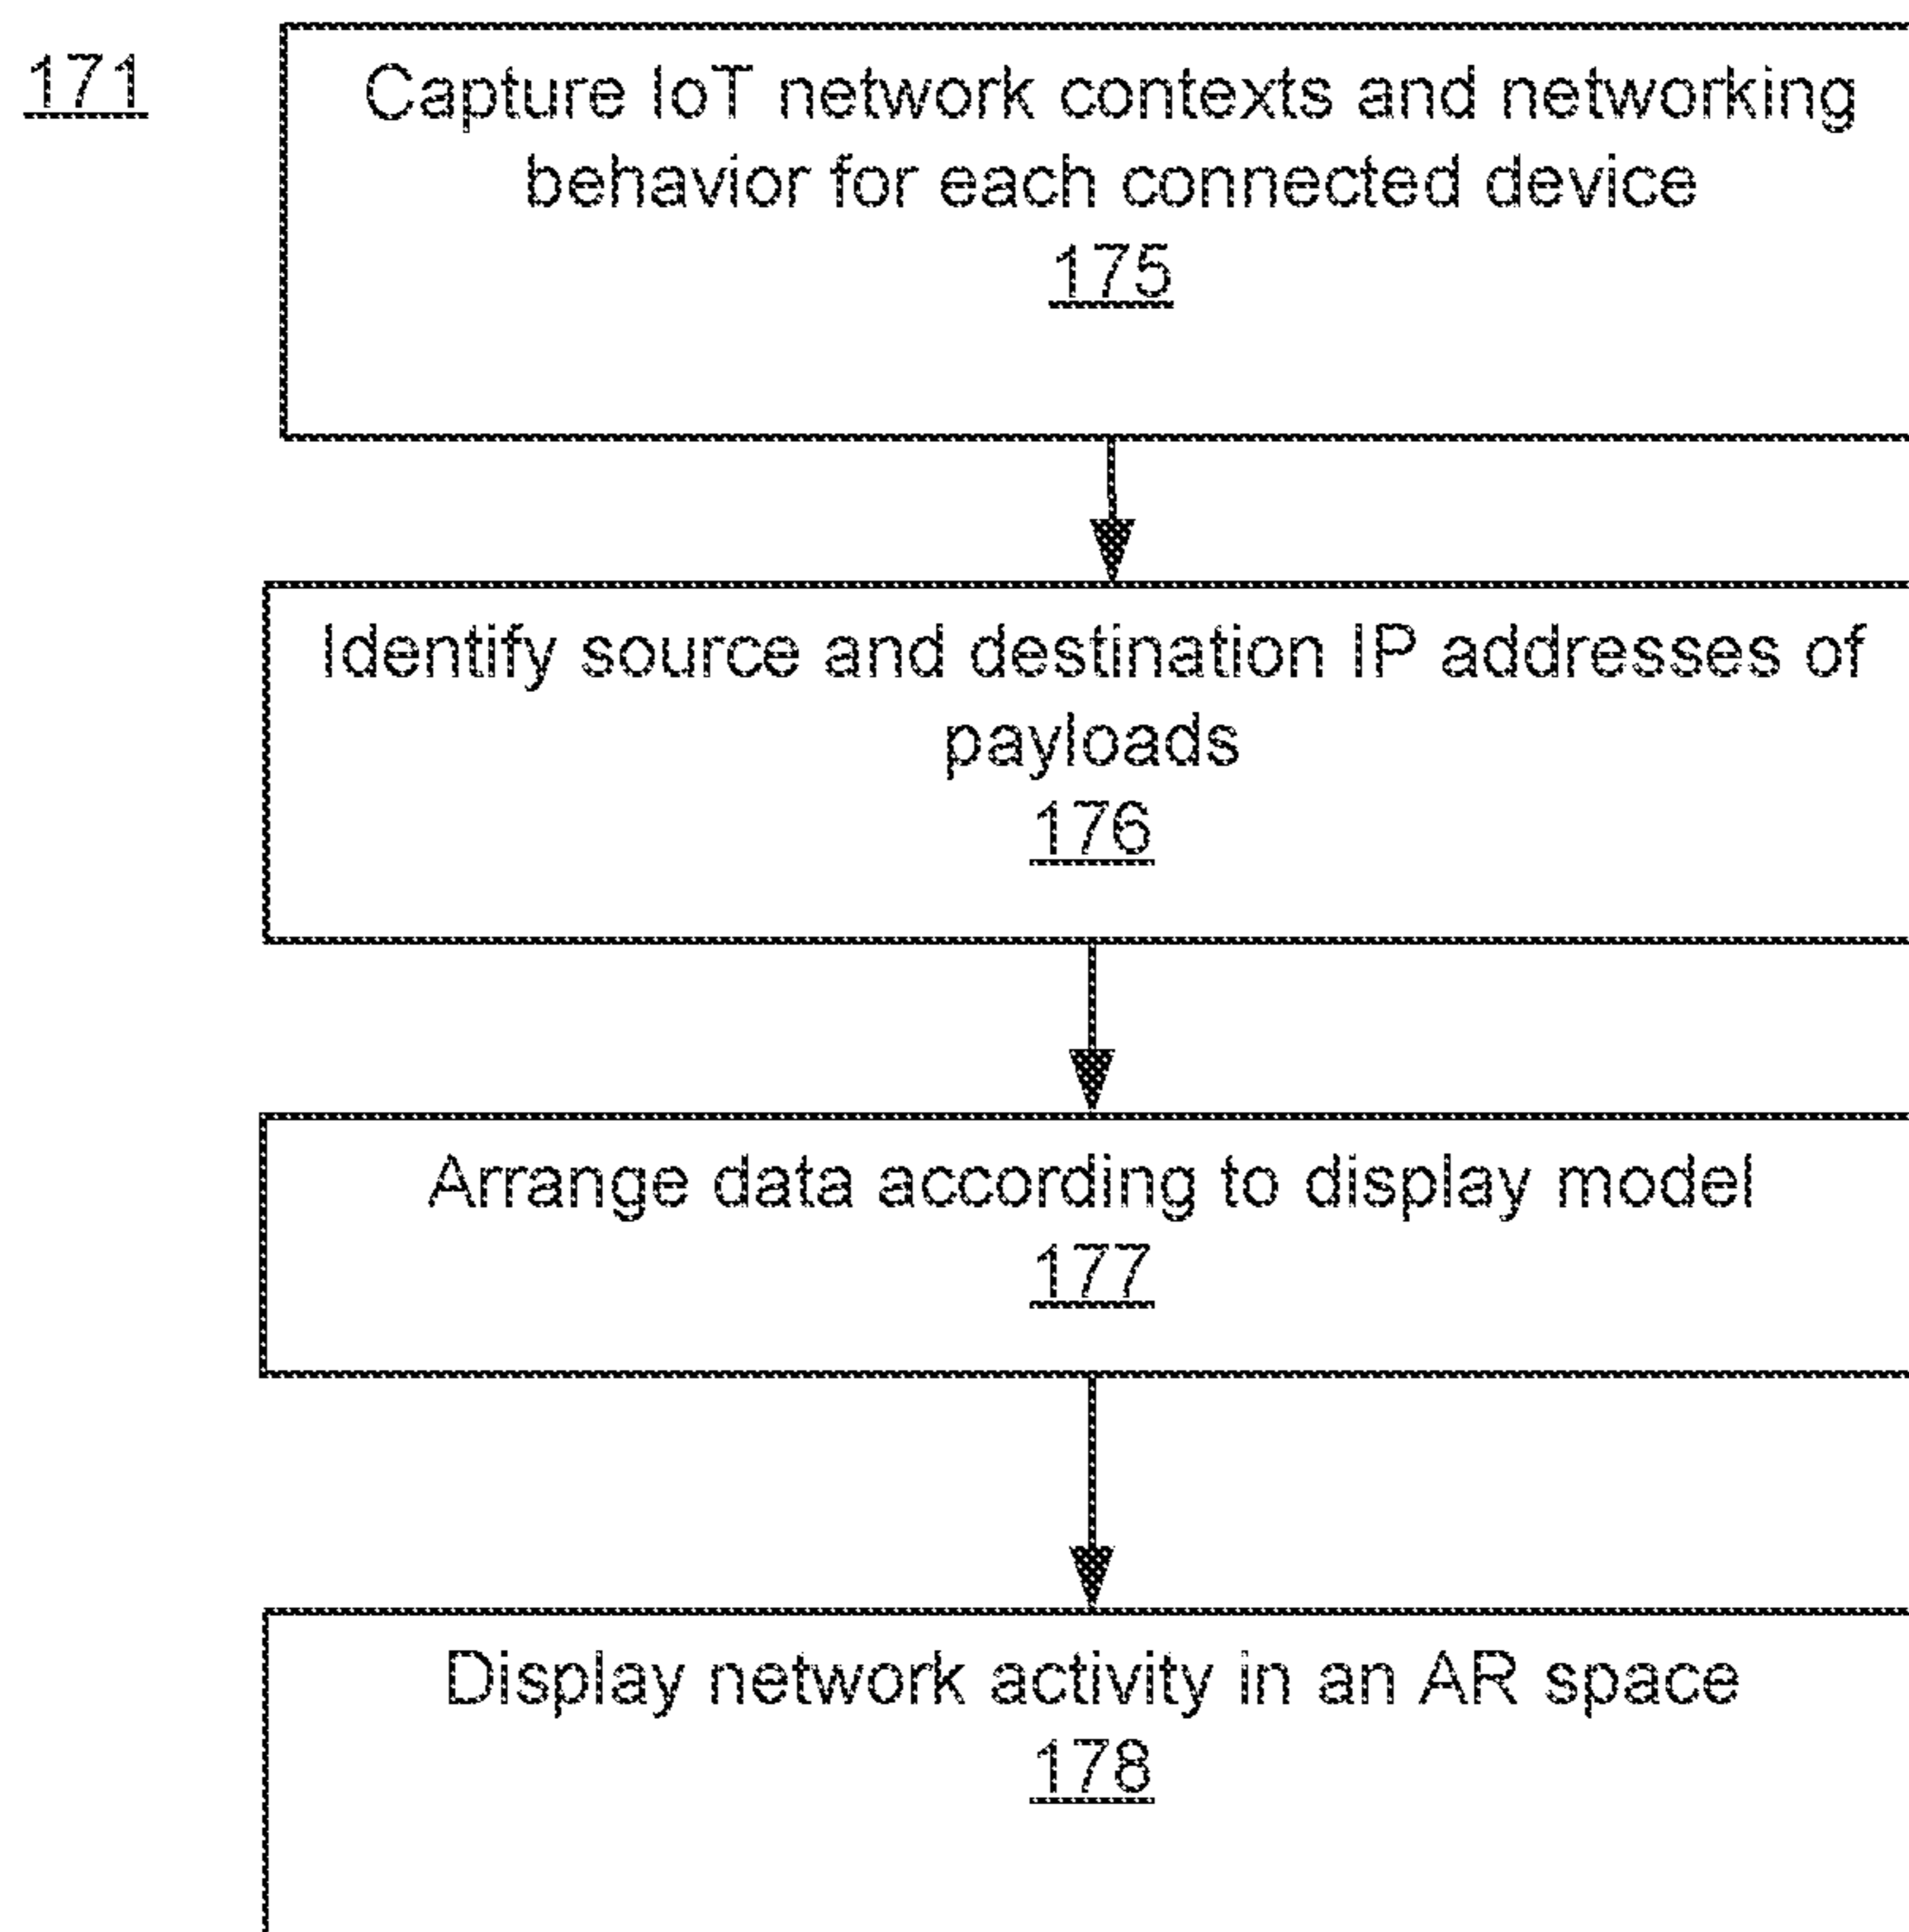 171
Capture IoT network contexts and networking
behavior for each connected device
175
Identify source and destination IP addresses of
payloads
176
Arrange data according to display model
177
Display network activity in an AR space
178